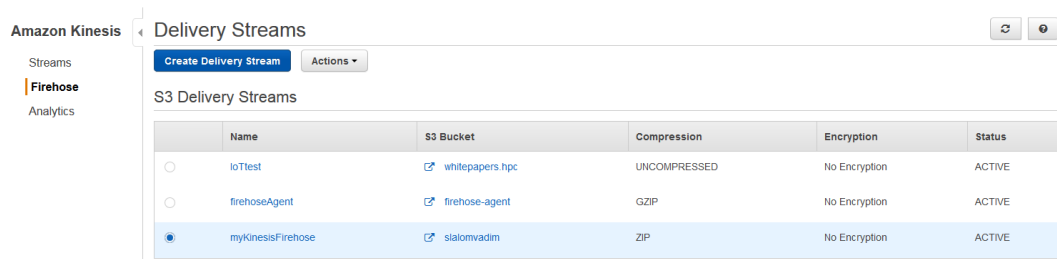 Amazon Kinesis
Streams
Firehose
Analytics
Delivery Streams
Create Delivery Stream
Actions
S3 Delivery Streams
Name S3 Bucket Compression Encryption Status
IoTtest whitepapers.hpc UNCOMPRESSED No Encryption ACTIVE
firehoseAgent firehose-agent GZIP No Encryption ACTIVE
myKinesisFirehose slalomvadim ZIP No Encryption ACTIVE